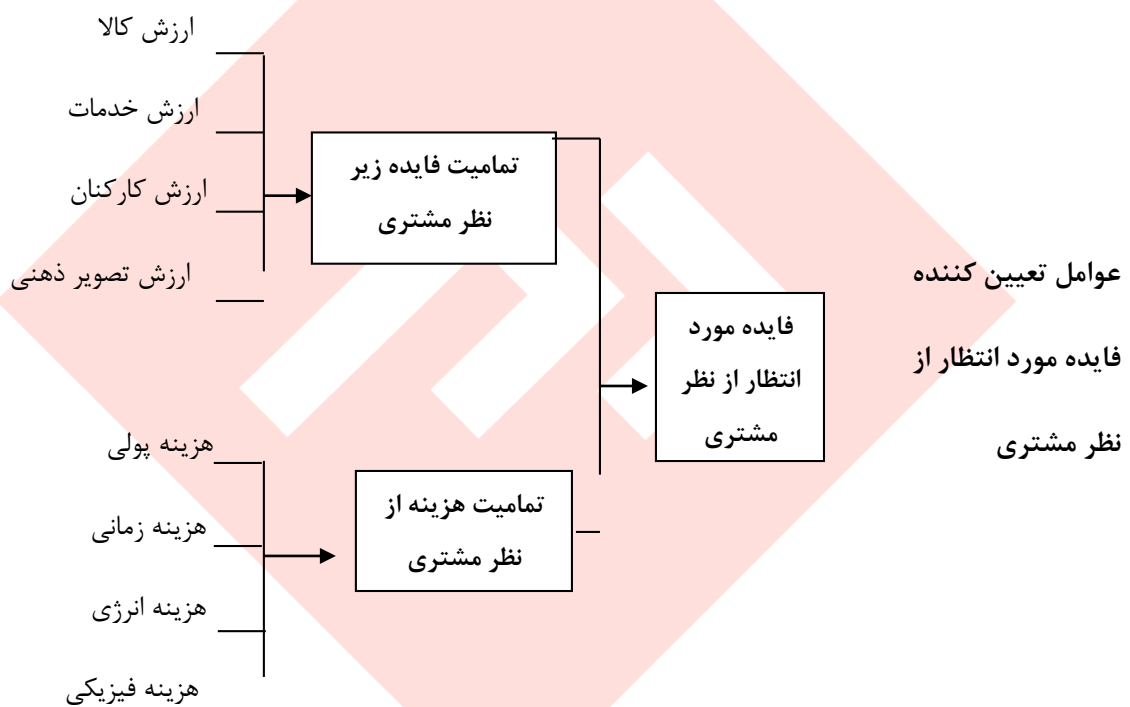 عوامل تعیین کننده
فایده مورد انتظار از
نظر مشتری
فایده مورد
انتظار از نظر
مشتری
تمامیت فایده زیر
نظر مشتری
ارزش کالا
ارزش خدمات
ارزش کارکنان
ارزش تصویر ذهنی
تمامیت هزینه از
نظر مشتری
هزینه پولی
هزینه زمانی
هزینه انرژی
هزینه فیزیکی